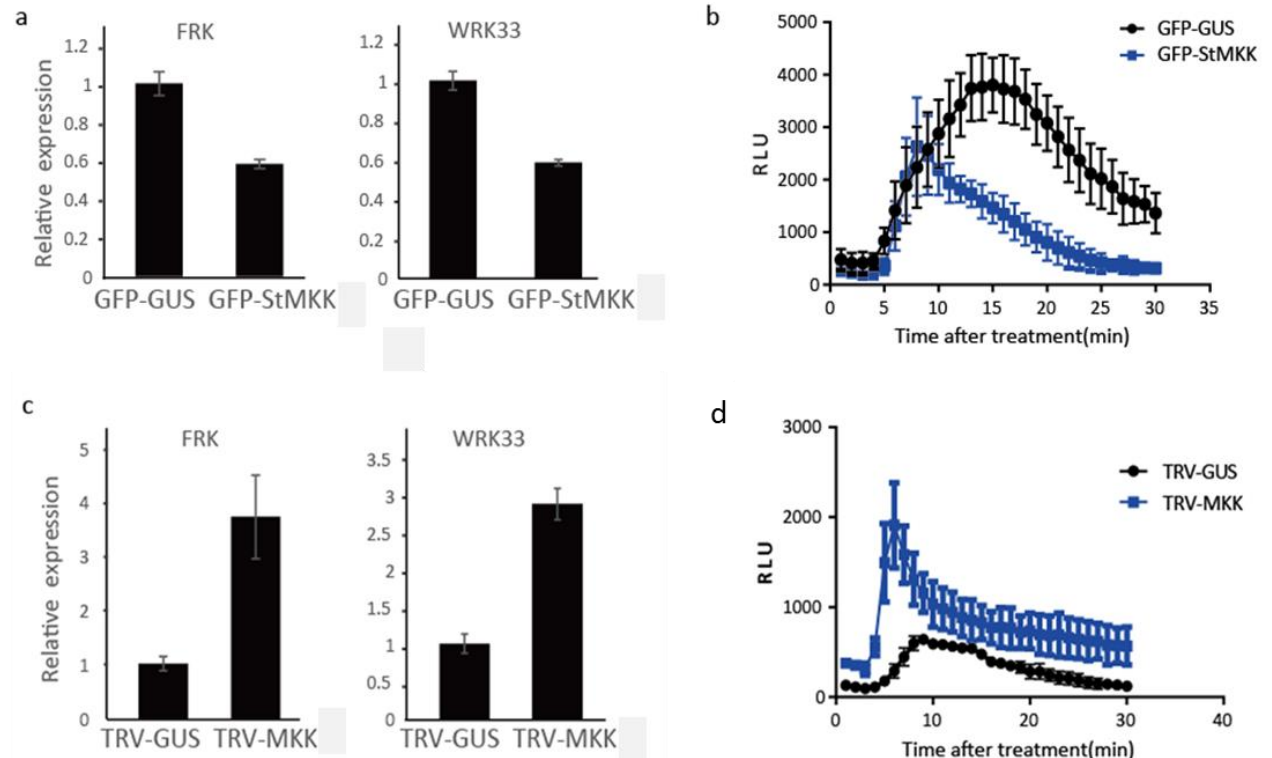 a
FRK
Relative expression
1.2
1
0.8
0.6
0.4
0.2
0
GFP-GUS GFP-StMKK
WRK33
1.2
1
0.8
0.6
0.4
0.2
0
GFP-GUS GFP-StMKK
b
RLU
5000
4000
3000
2000
1000
0
0 5 10 15 20 25 30 35
Time after treatment(min)
GFP-GUS
GFP-StMKK
c
FRK
Relative expression
5
4
3
2
1
0
TRV-GUS TRV-MKK
WRK33
3.5
3
2.5
2
1.5
1
0.5
0
TRV-GUS TRV-MKK
d
RLU
3000
2000
1000
0
0 10 20 30 40
Time after treatment(min)
TRV-GUS
TRV-MKK